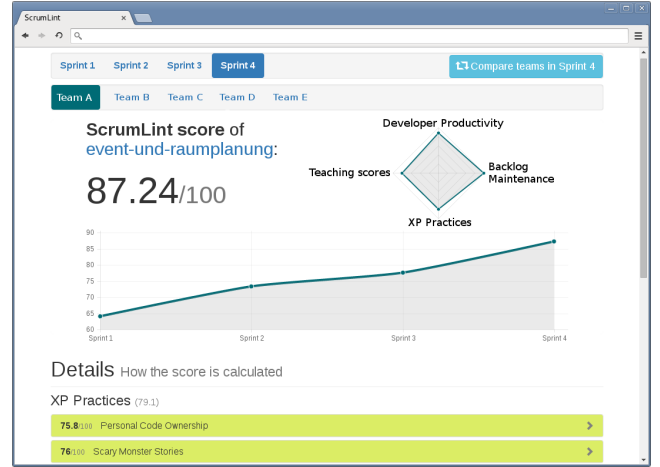 ScrumLint
Sprint 1 Sprint 2 Sprint 3 Sprint 4 Compare teams in Sprint 4
Team A Team B Team C Team D Team E
ScrumLint score of
event-und-raumplanung:
87.24/100
Developer Productivity
Teaching scores
Backlog
Maintenance
XP Practices
90
85
80
75
70
65
60
Sprint 1 Sprint 2 Sprint 3 Sprint 4
Details How the score is calculated
XP Practices (79.1)
75.8/100 Personal Code Ownership
76/100 Scary Monster Stories